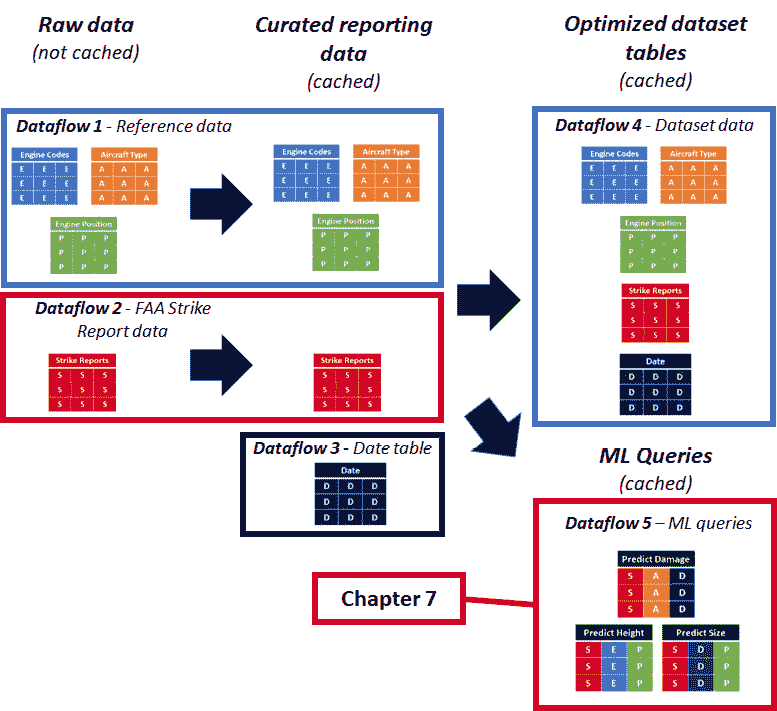 Raw data
(not cached)
Curated reporting
data
(cached)
Optimized dataset
tables
(cached)
Dataflow 1 - Reference data
Engine Codes
E E E
E E E
E E E
Aircraft Type
A A A
A A A
A A A
Engine Position
P P P
P P P
P P P
Engine Codes
E E E
E E E
E E E
Aircraft Type
A A A
A A A
A A A
Engine Position
P P P
P P P
P P P
Dataflow 2 - FAA Strike
Report data
Strike Reports
S S S
S S S
S S S
Strike Reports
S S S
S S S
S S S
Dataflow 3 - Date table
Date
D D D
D D D
D D D
Dataflow 4 - Dataset data
Engine Codes
E E E
E E E
E E E
Aircraft Type
A A A
A A A
A A A
Engine Position
P P P
P P P
P P P
Strike Reports
S S S
S S S
S S S
Date
D D D
D D D
D D D
ML Queries
(cached)
Dataflow 5 – ML queries
Predict Damage
S A D
S A D
S A D
Predict Height
S E P
S E P
S E P
Predict Size
S D P
S D P
S D P
Chapter 7